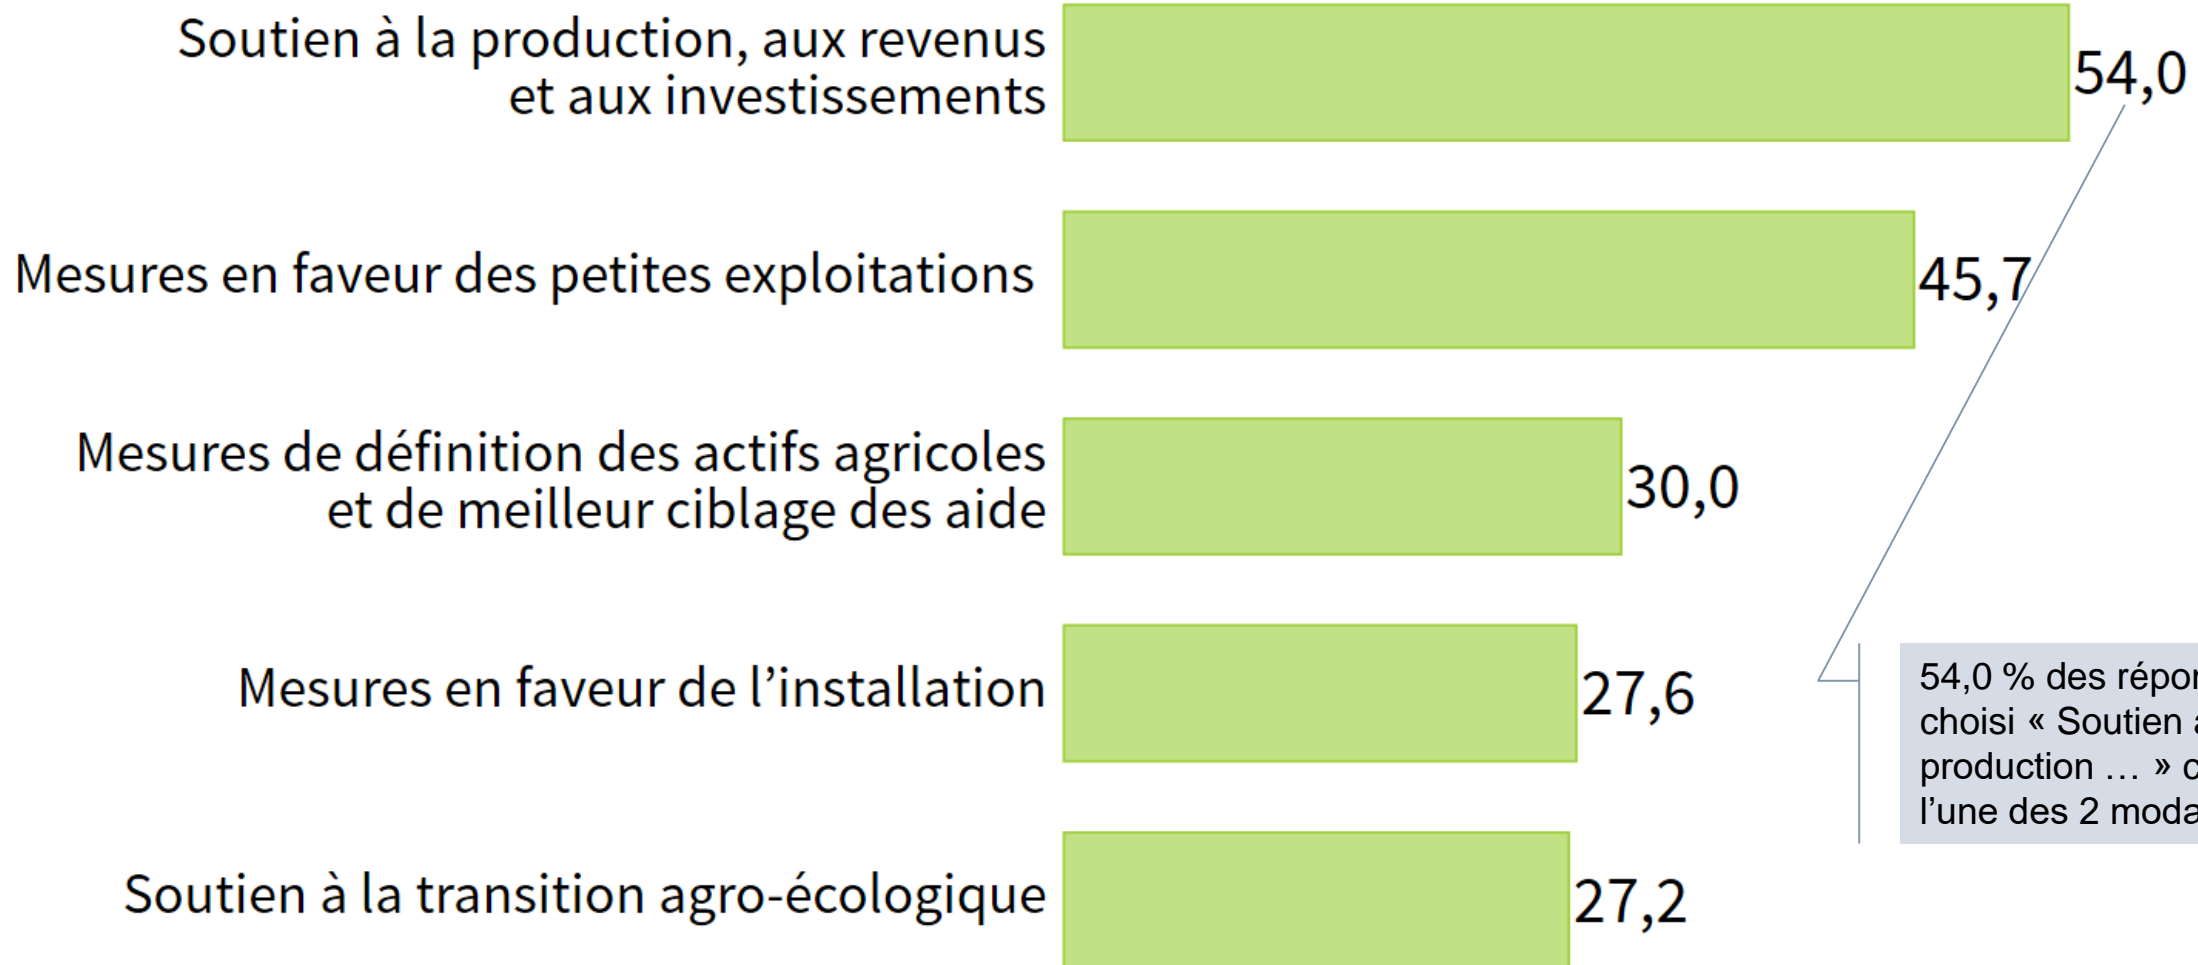 Soutien à la production, aux revenus
et aux investissements
54,0
Mesures en faveur des petites exploitations
45,7
Mesures de définition des actifs agricoles
et de meilleur ciblage des aide
30,0
Mesures en faveur de l’installation
27,6
54,0 % des
choisi « Soutien
production … »
l’une des 2
Soutien à la transition agro-écologique
27,2